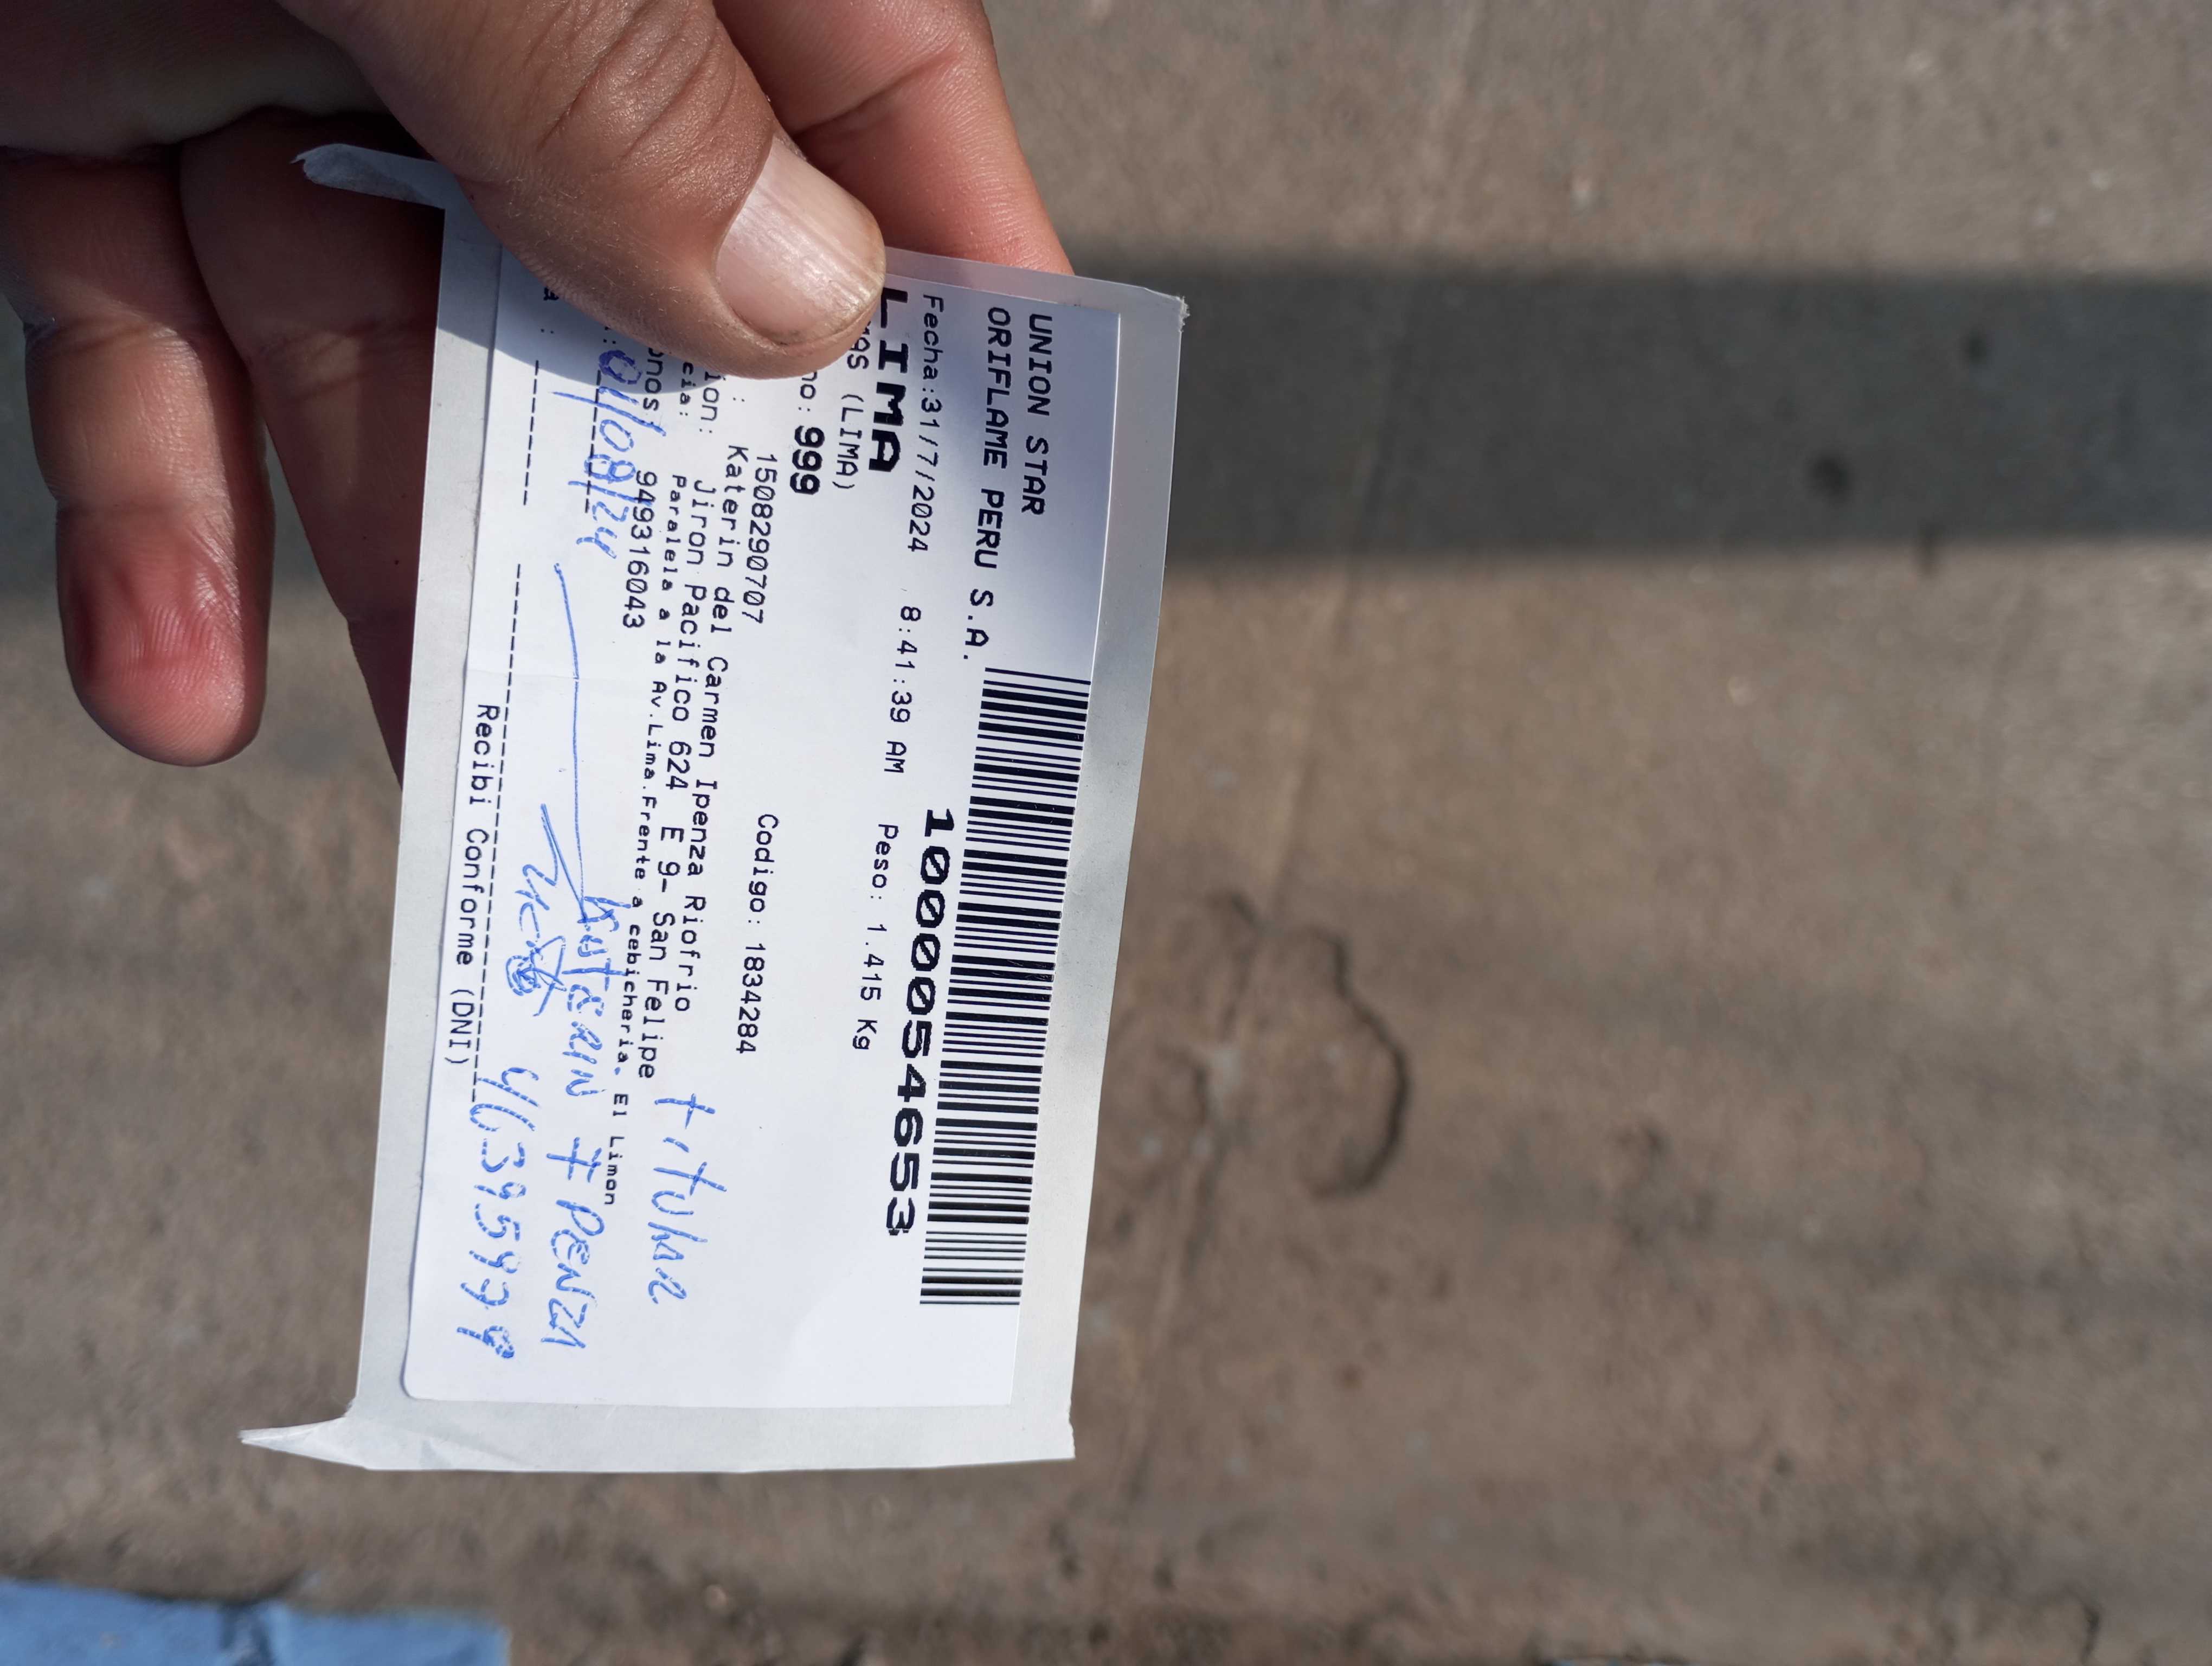 UNION STAR
ORIFLAME PERU S.A.
1000054653
Fecha:31/7/2024 8:41:39 AM Peso: 1.415 Kg
LIMA
(LIMA)
999
1508290707 Codigo: 1834284
Katerin del Carmen Ipenza Riofrio
Jiron Pacifico 624 E 9- San Felipe
Paralela a la Av.Lima.Frente a cebicheria. El Limon
949316043
titular
01/08/24
Katerin Ipenza
Recibi Conforme (DNI)